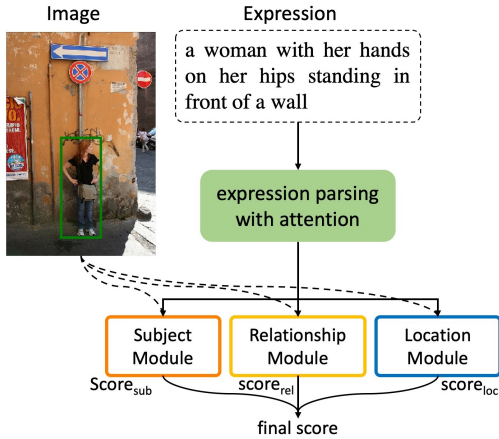 Image
Expression
a woman with her hands
on her hips standing in
front of a wall
expression parsing
with attention
Subject
Module
Relationship
Module
Location
Module
Score_sub
score_rel
score_loc
final score